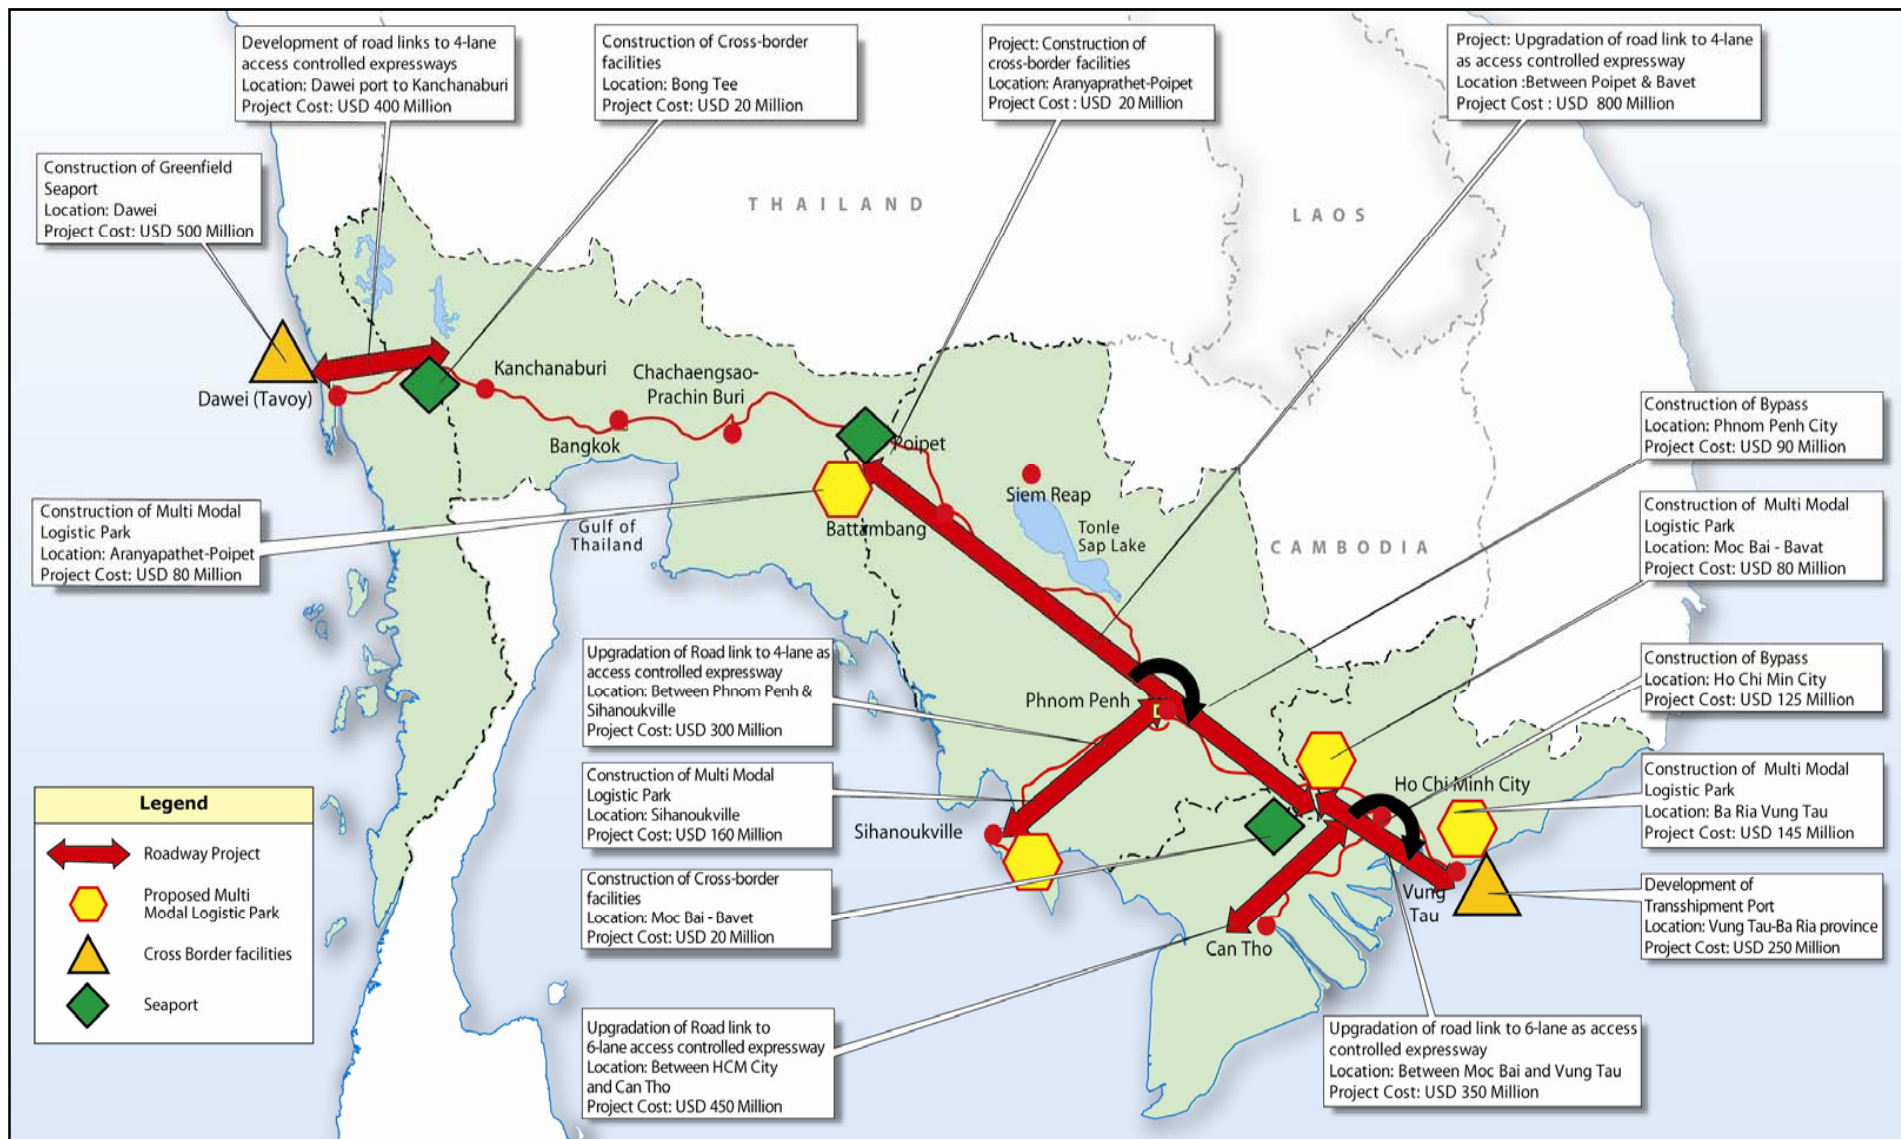 Development of road links to 4-lane
access controlled expressways
Location: Dawei port to Kanchanaburi
Project Cost: USD 400 Million
Construction of Cross-border
facilities
Location: Bong Tee
Project Cost: USD 20 Million
Project: Construction of
cross-border facilities
Location: Aranyaprathet-Poipet
Project Cost : USD 20 Million
Project: Upgradation of road link to 4-lane
as access controlled expressway
Location :Between Poipet & Bavet
Project Cost : USD 800 Million
Construction of Greenfield
Seaport
Location: Dawei
Project Cost: USD 500 Million
THAILAND
LAOS
Dawei (Tavoy)
Kanchanaburi
Chachaengsao-
Prachin Buri
Bangkok
Poipet
Siem Reap
Battambang
Tonle
Sap Lake
Gulf of
Thailand
CAMBODIA
Construction of Bypass
Location: Phnom Penh City
Project Cost: USD 90 Million
Construction of Multi Modal
Logistic Park
Location: Aranyapathet-Poipet
Project Cost: USD 80 Million
Construction of Multi Modal
Logistic Park
Location: Moc Bai - Bavat
Project Cost: USD 80 Million
Upgradation of Road link to 4-lane as
access controlled expressway
Location: Between Phnom Penh &
Sihanoukville
Project Cost: USD 300 Million
Phnom Penh
Construction of Bypass
Location: Ho Chi Min City
Project Cost: USD 125 Million
Construction of Multi Modal
Logistic Park
Location: Sihanoukville
Project Cost: USD 160 Million
Sihanoukville
Ho Chi Minh City
Construction of Multi Modal
Logistic Park
Location: Ba Ria Vung Tau
Project Cost: USD 145 Million
Construction of Cross-border
facilities
Location: Moc Bai - Bavet
Project Cost: USD 20 Million
Vung
Tau
Can Tho
Development of
Transshipment Port
Location: Vung Tau-Ba Ria province
Project Cost: USD 250 Million
Upgradation of Road link to
6-lane access controlled expressway
Location: Between HCM City
and Can Tho
Project Cost: USD 450 Million
Upgradation of road link to 6-lane as access
controlled expressway
Location: Between Moc Bai and Vung Tau
Project Cost: USD 350 Million
Legend
Roadway Project
Proposed Multi
Modal Logistic Park
Cross Border facilities
Seaport